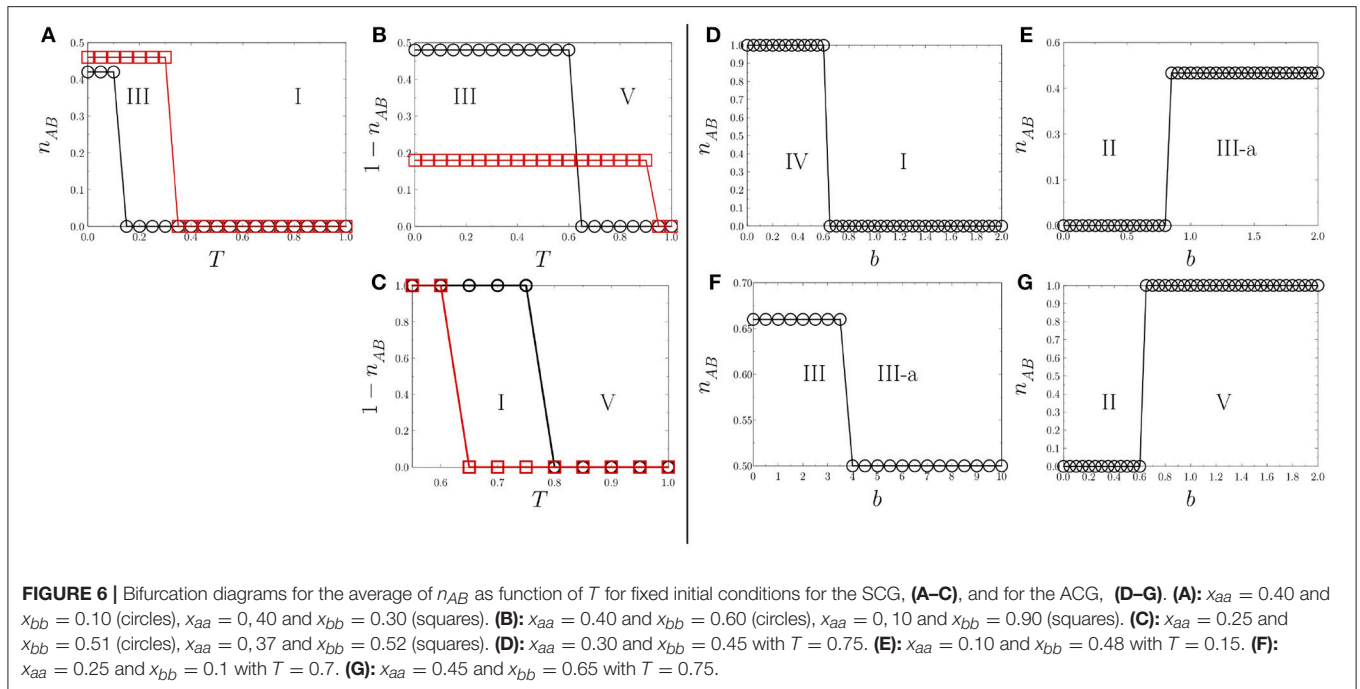 A
n_AB
0.5
0.4
0.3
0.2
0.1
0.0
III
I
0.0 0.2 0.4 0.6 0.8 1.0
T
B
1 − n_AB
0.5
0.4
0.3
0.2
0.1
0.0
III
V
0.0 0.2 0.4 0.6 0.8 1.0
T
C
1 − n_AB
1.0
0.8
0.6
0.4
0.2
0.0
I
V
0.6 0.7 0.8 0.9 1.0
T
D
n_AB
1.0
0.9
0.8
0.7
0.6
0.5
0.4
0.3
0.2
0.1
0.0
IV
I
0.0 0.2 0.4 0.6 0.8 1.0 1.2 1.4 1.6 1.8 2.0
b
E
n_AB
0.6
0.5
0.3
0.2
0.0
II
III-a
0.0 0.5 1.0 1.5 2.0
b
F
n_AB
0.70
0.65
0.60
0.55
0.50
III
III-a
0 1 2 3 4 5 6 7 8 9 10
b
G
n_AB
1.0
0.9
0.8
0.7
0.6
0.5
0.4
0.3
0.2
0.1
0.0
II
V
0.0 0.2 0.4 0.6 0.8 1.0 1.2 1.4 1.6 1.8 2.0
b
FIGURE 6 | Bifurcation diagrams for the average of n_AB as function of T for fixed initial conditions for the SCG, (A–C), and for the ACG, (D–G). (A): x_aa = 0.40 and
x_bb = 0.10 (circles), x_aa = 0, 40 and x_bb = 0.30 (squares). (B): x_aa = 0.40 and x_bb = 0.60 (circles), x_aa = 0, 10 and x_bb = 0.90 (squares). (C): x_aa = 0.25 and
x_bb = 0.51 (circles), x_aa = 0, 37 and x_bb = 0.52 (squares). (D): x_aa = 0.30 and x_bb = 0.45 with T = 0.75. (E): x_aa = 0.10 and x_bb = 0.48 with T = 0.15. (F):
x_aa = 0.25 and x_bb = 0.1 with T = 0.7. (G): x_aa = 0.45 and x_bb = 0.65 with T = 0.75.